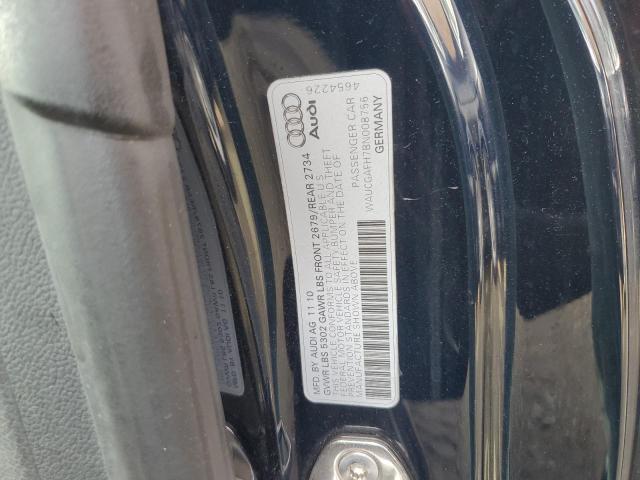 4654226
Audi
MFD. BY AUDI AG 11 10
GVWR LBS 5302 GAWR LBS FRONT 2679/REAR 2734
THIS VEHICLE CONFORMS TO ALL APPLICABLE U.S.
FEDERAL MOTOR VEHICLE SAFETY, BUMPER AND THEFT
PREVENTION STANDARDS IN EFFECT ON THE DATE OF
MANUFACTURE SHOWN ABOVE
PASSENGER CAR
WAUCGAFH7BN008756
GERMANY